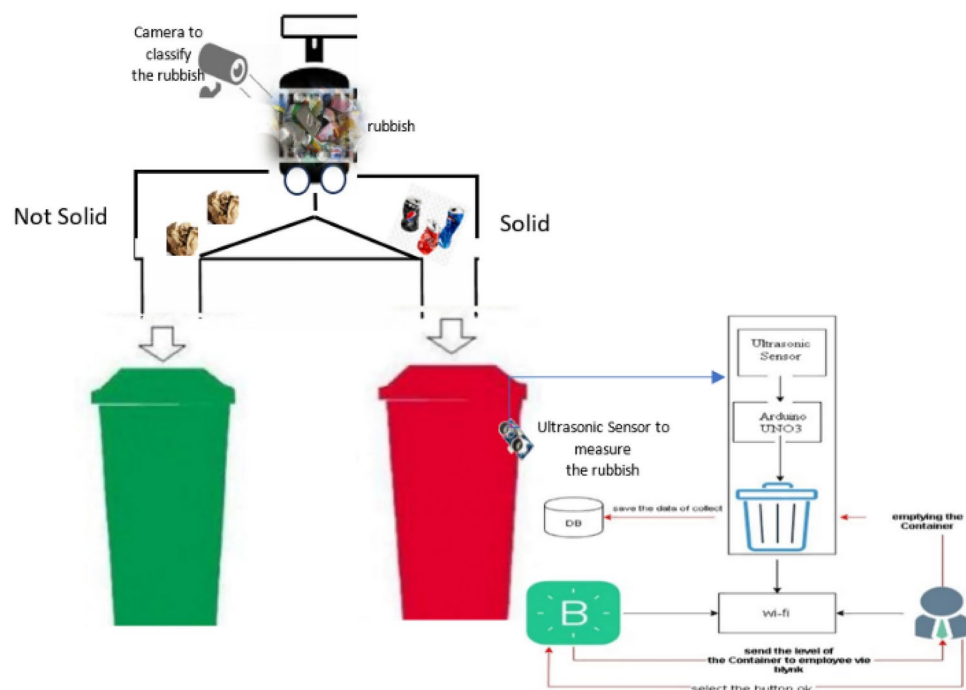 Camera to
classify
the rubbish
rubbish
Not Solid
Solid
Ultrasonic
Sensor
Arduino
UNO3
Ultrasonic Sensor to
measure
the rubbish
save the data of collect
DB
emptying the
Container
B
wi-fi
send the level of
the Container to employee vie
blynk
select the button ok